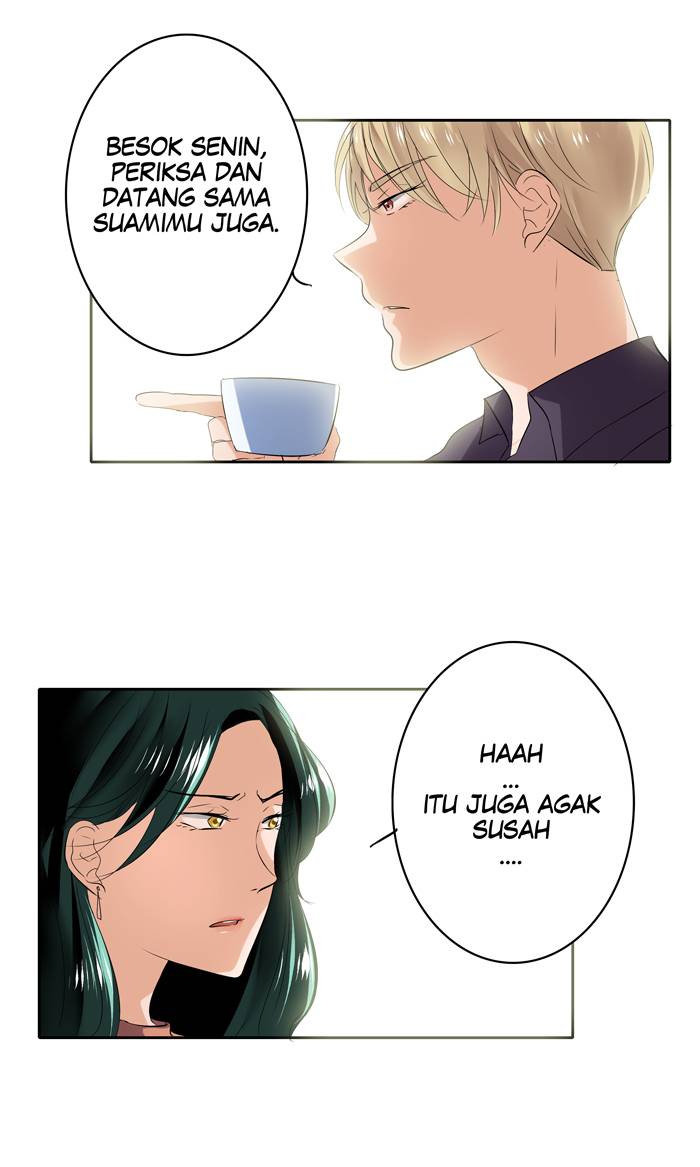 BESOK SENIN,
PERIKSA DAN
DATANG SAMA
SUAMIMU JUGA.
HAAH
...
ITU JUGA AGAK
SUSAH
....